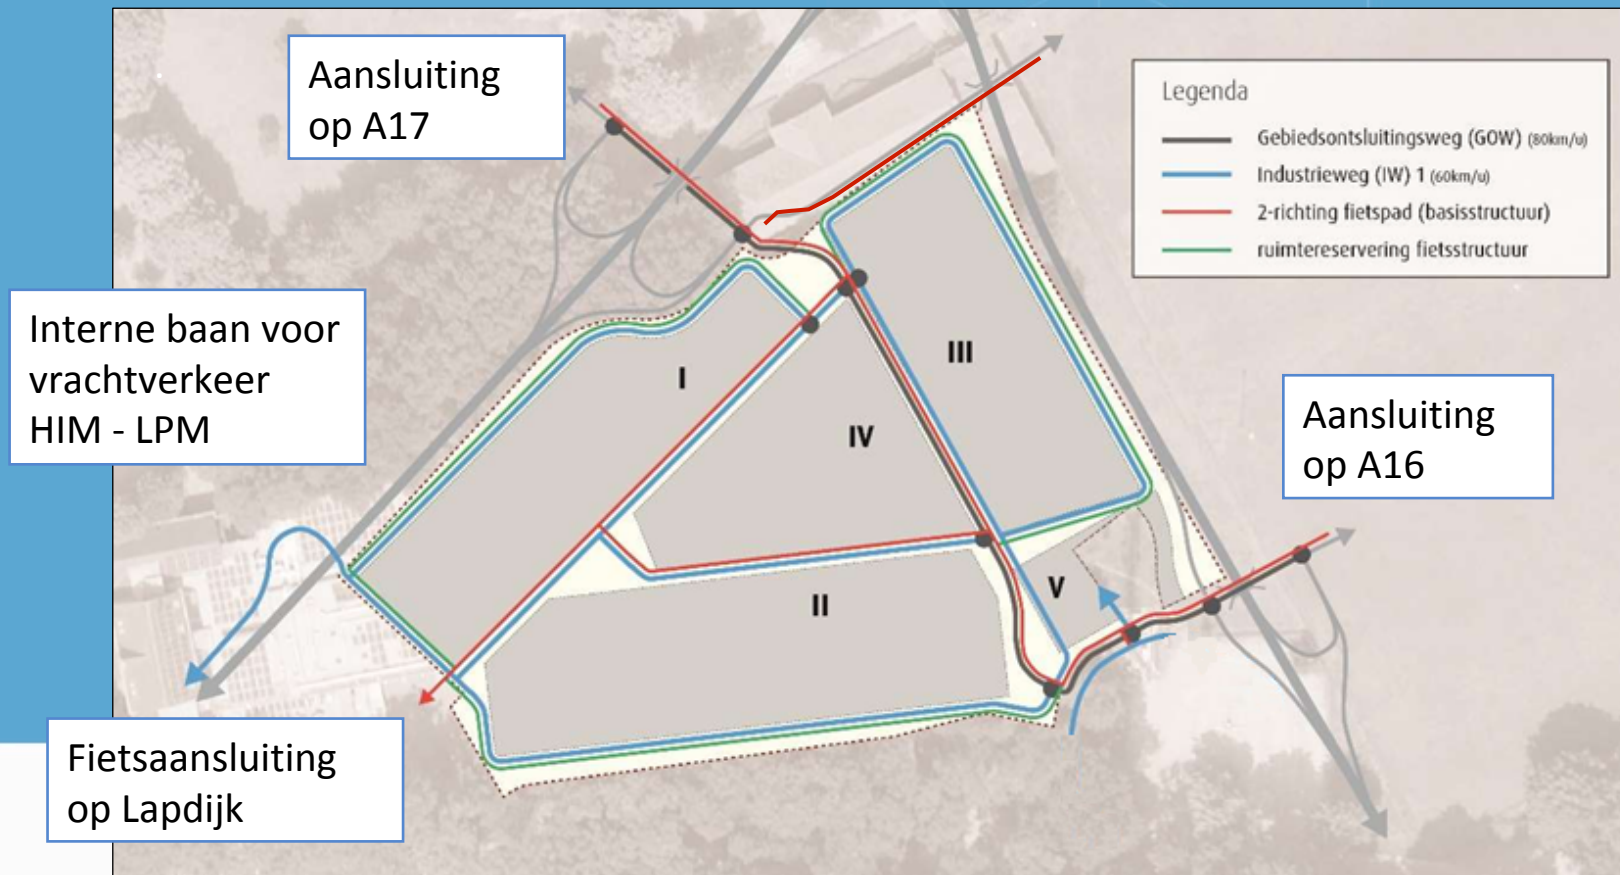 Aansluiting
op A17
Legenda
Gebiedsontsluitingsweg (GOW) (80km/u)
Industrieweg (IW) 1 (60km/u)
2-richting fietspad (basisstructuur)
ruimtereservering fietsstructuur
Interne baan voor
vrachtverkeer
HIM - LPM
I
III
IV
Aansluiting
op A16
II
V
Fietsaansluiting
op Lapdijk